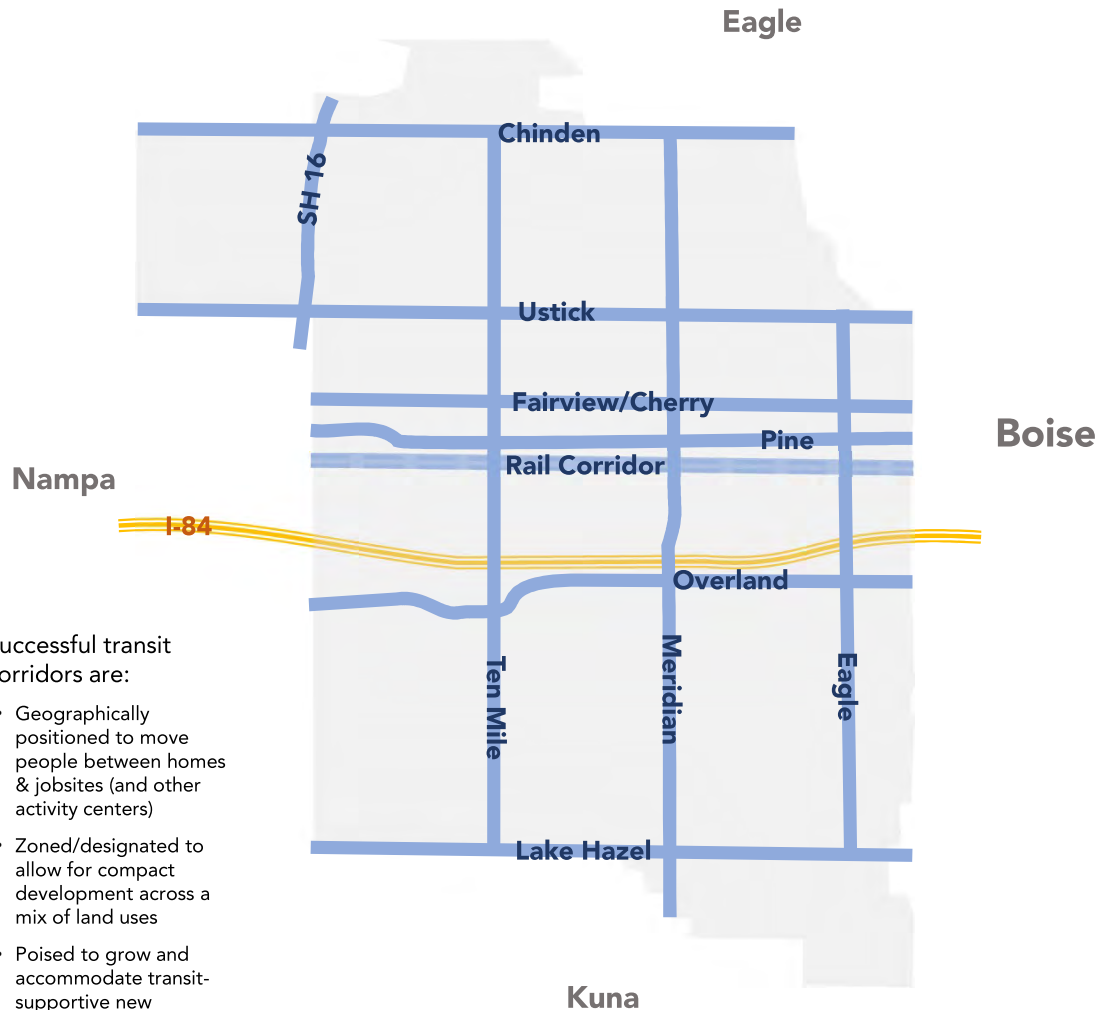 Eagle
Chinden
SH 16
Ustick
Fairview/Cherry
Pine
Boise
Rail Corridor
Nampa
I-84
Overland
Ten Mile
Meridian
Eagle
Lake Hazel
Kuna
uccessful transit
orridors are:
• Geographically
positioned to move
people between homes
& jobsites (and other
activity centers)
• Zoned/designated to
allow for compact
development across a
mix of land uses
• Poised to grow and
accommodate transit-
supportive new